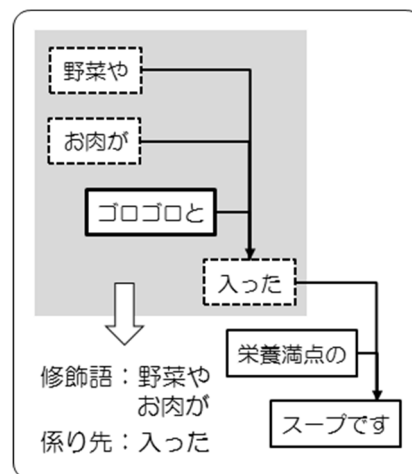 野菜や
お肉が
ゴロゴロと
入った
栄養満点の
スープです
修飾語：野菜や
お肉が
係り先：入った